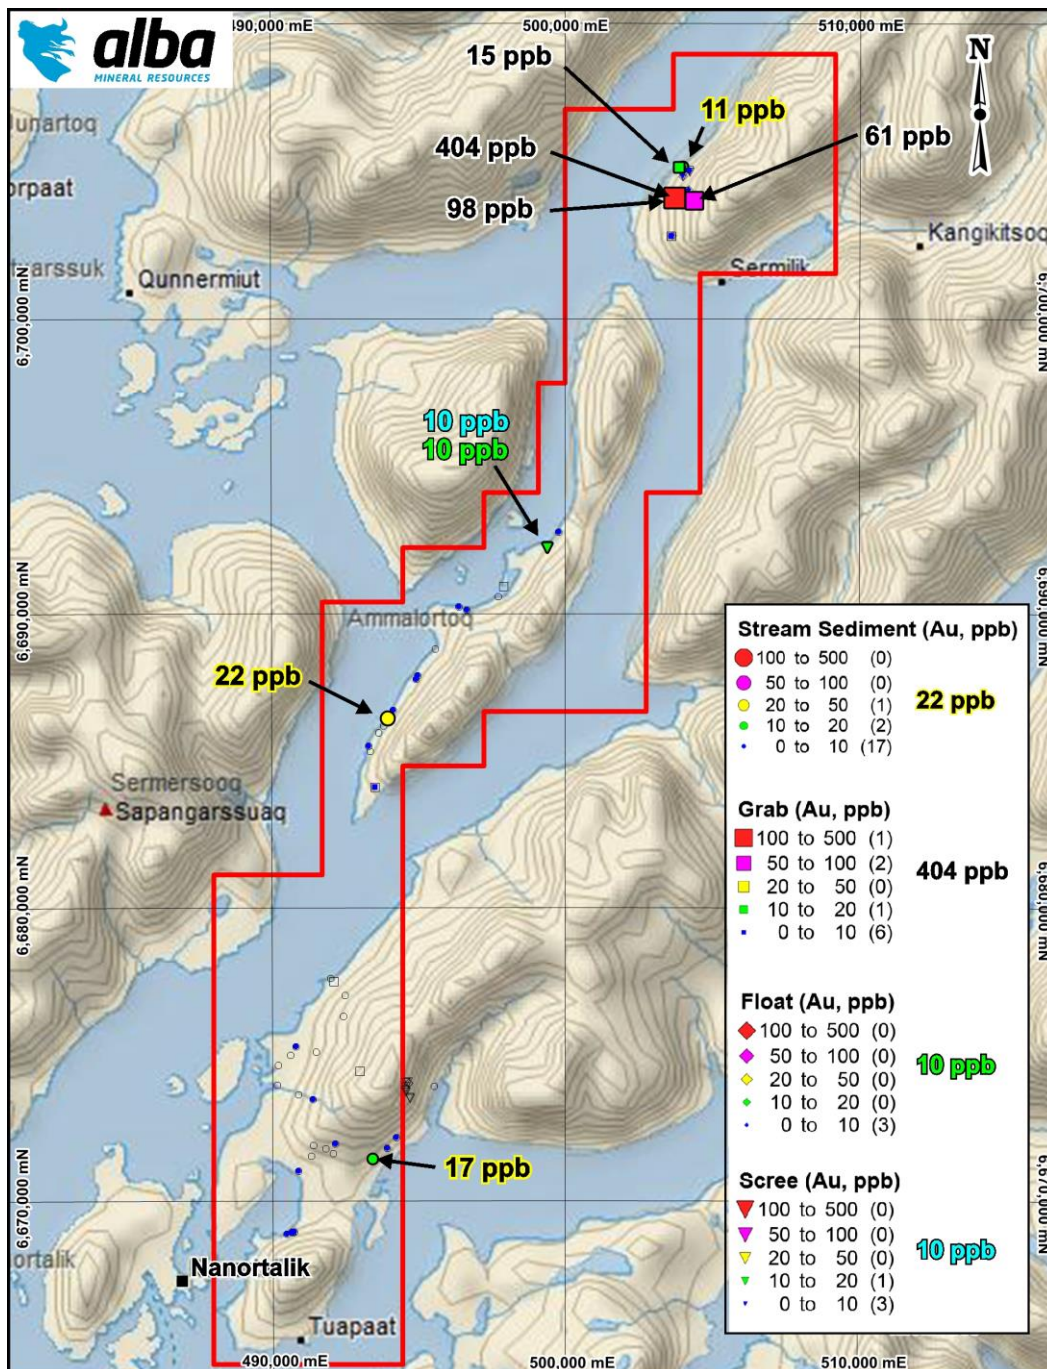 alba
MINERAL RESOURCES
490,000 mE
500,000 mE
510,000 mE
N
15 ppb
11 ppb
404 ppb
61 ppb
98 ppb
Junartoq
orpaat
Kangikitsoq
Sermilik
Qunnermiut
6,700,000 mN
6,700,000 mN
10 ppb
10 ppb
6,690,000 mN
6,690,000 mN
Ammalortoq
22 ppb
Sermersooq
Sapangarssuaq
6,680,000 mN
6,680,000 mN
17 ppb
6,670,000 mN
6,670,000 mN
ortalik
Nanortalik
Tuapaat
490,000 mE
500,000 mE
510,000 mE
Stream Sediment (Au, ppb)
100 to 500 (0)
50 to 100 (0)
20 to 50 (1)
10 to 20 (2)
0 to 10 (17)
22 ppb
Grab (Au, ppb)
100 to 500 (1)
50 to 100 (2)
20 to 50 (0)
10 to 20 (1)
0 to 10 (6)
404 ppb
Float (Au, ppb)
100 to 500 (0)
50 to 100 (0)
20 to 50 (0)
10 to 20 (0)
0 to 10 (3)
10 ppb
Scree (Au, ppb)
100 to 500 (0)
50 to 100 (0)
20 to 50 (0)
10 to 20 (1)
0 to 10 (3)
10 ppb